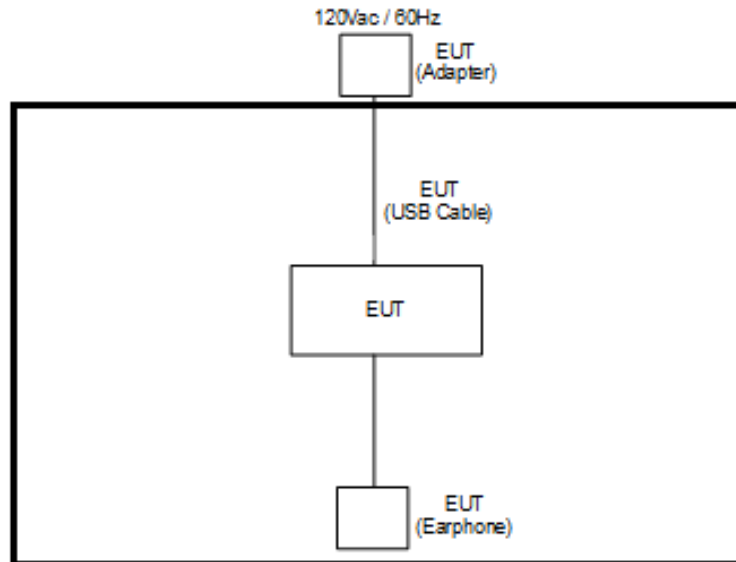 120Vac / 60Hz
EUT
(Adapter)
EUT
(USB Cable)
EUT
EUT
(Earphone)